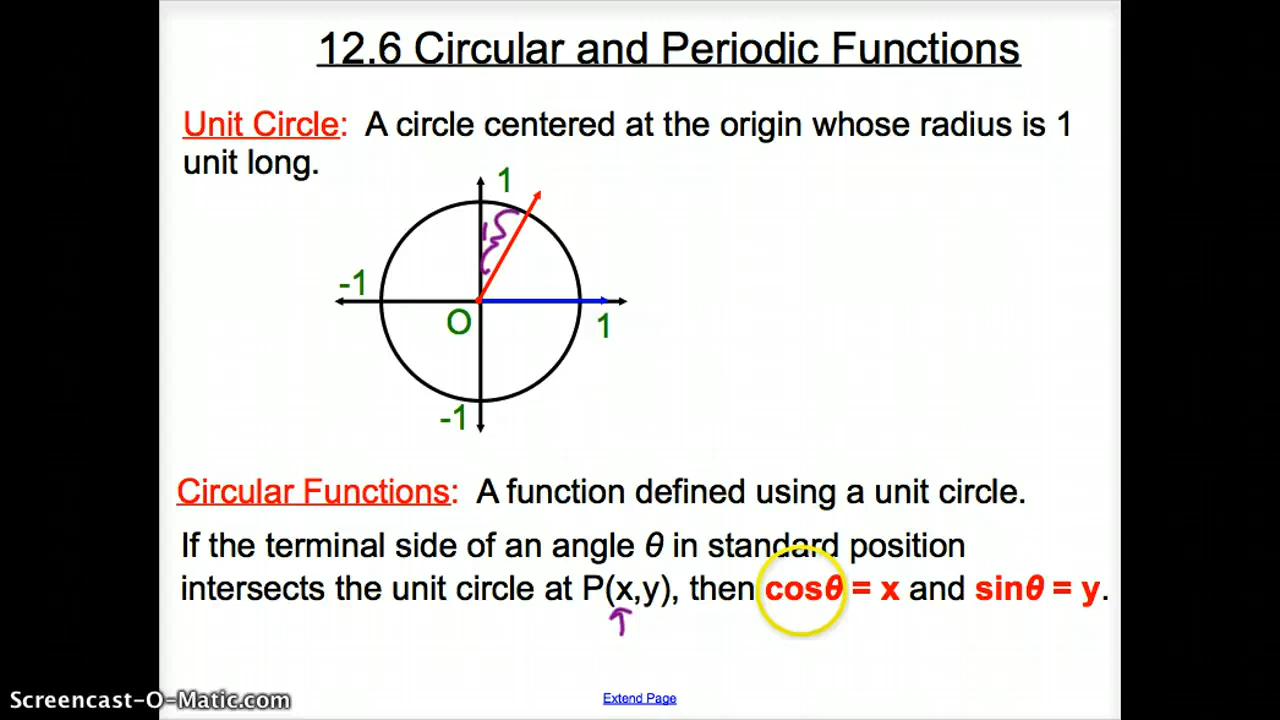 12.6 Circular and Periodic Functions
Unit Circle: A circle centered at the origin whose radius is 1
unit long.
1
1
-1
O
1
-1
Circular Functions: A function defined using a unit circle.
If the terminal side of an angle θ in standard position
intersects the unit circle at P(x,y), then cosθ = x and sinθ = y.
Screencast-O-Matic.com
Extend Page